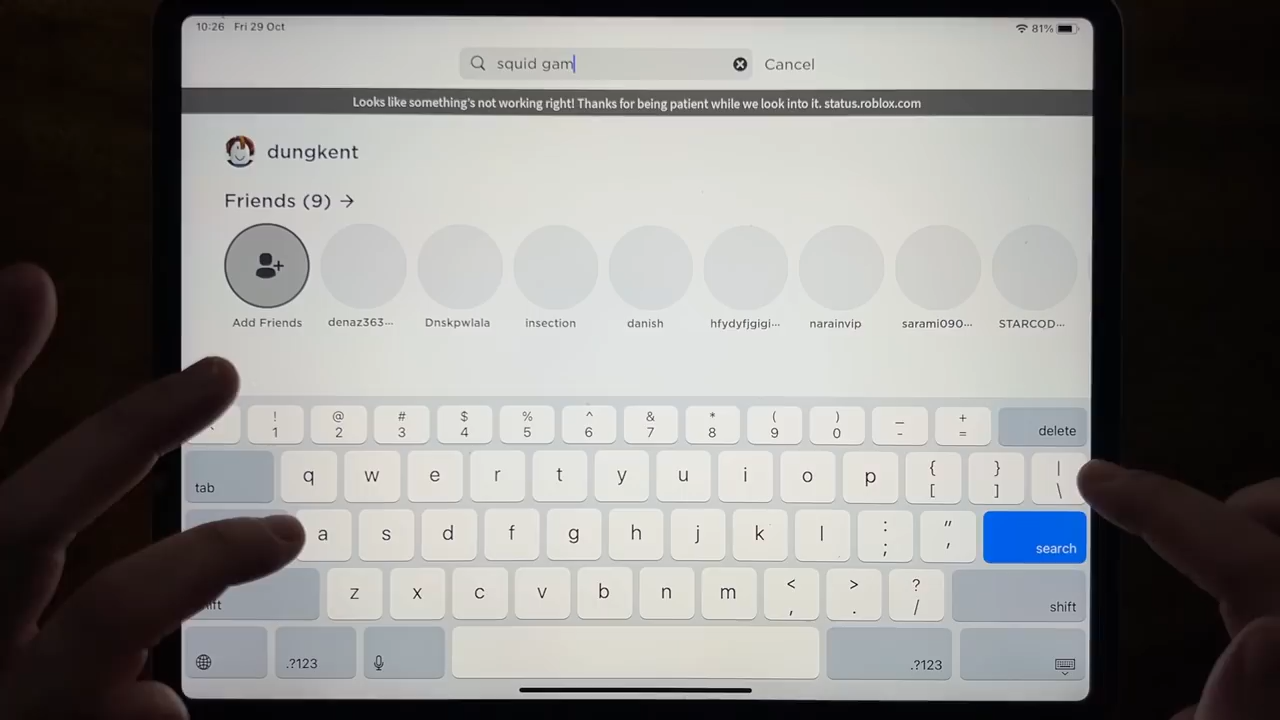 10:26 Fri 29 Oct
81%
squid gam
Cancel
Looks like something's not working right! Thanks for being patient while we look into it. status.roblox.com
dungkent
Friends (9) →
Add Friends
denaz363...
Dnskpwlala
insection
danish
hfydyfjgigi...
narainvip
sarami090...
STARCOD...
! @ # $ % ^ & * ( ) _ +
` 1 2 3 4 5 6 7 8 9 0 - = delete
tab q w e r t y u i o p { [ } ] | \
a s d f g h j k l : ; " ' search
z x c v b n m < , > . ? / shift
.?123 .?123